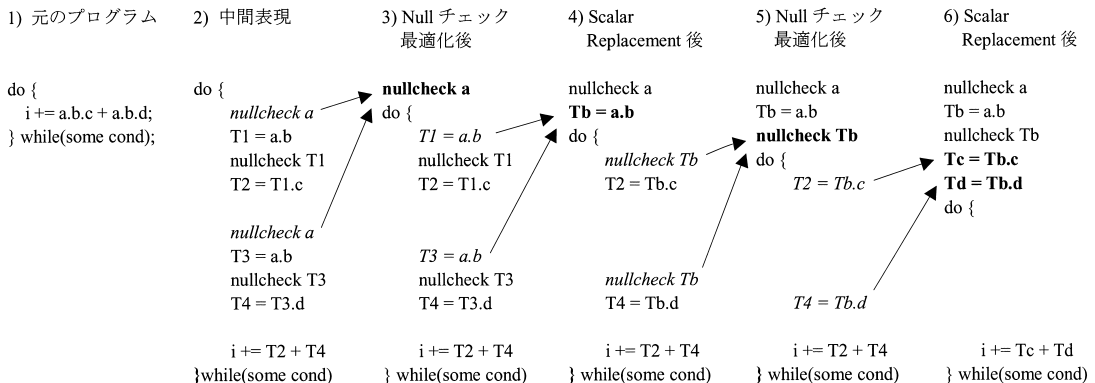 1) 元のプログラム
do {
i += a.b.c + a.b.d;
} while(some cond);
2) 中間表現
do {
nullcheck a
T1 = a.b
nullcheck T1
T2 = T1.c
nullcheck a
T3 = a.b
nullcheck T3
T4 = T3.d
i += T2 + T4
}while(some cond)
3) Null チェック
最適化後
nullcheck a
do {
T1 = a.b
nullcheck T1
T2 = T1.c
T3 = a.b
nullcheck T3
T4 = T3.d
i += T2 + T4
} while(some cond)
4) Scalar
Replacement 後
nullcheck a
Tb = a.b
do {
nullcheck Tb
T2 = Tb.c
nullcheck Tb
T4 = Tb.d
i += T2 + T4
} while(some cond)
5) Null チェック
最適化後
nullcheck a
Tb = a.b
nullcheck Tb
do {
T2 = Tb.c
T4 = Tb.d
i += T2 + T4
} while(some cond)
6) Scalar
Replacement 後
nullcheck a
Tb = a.b
nullcheck Tb
Tc = Tb.c
Td = Tb.d
do {
i += Tc + Td
} while(some cond)